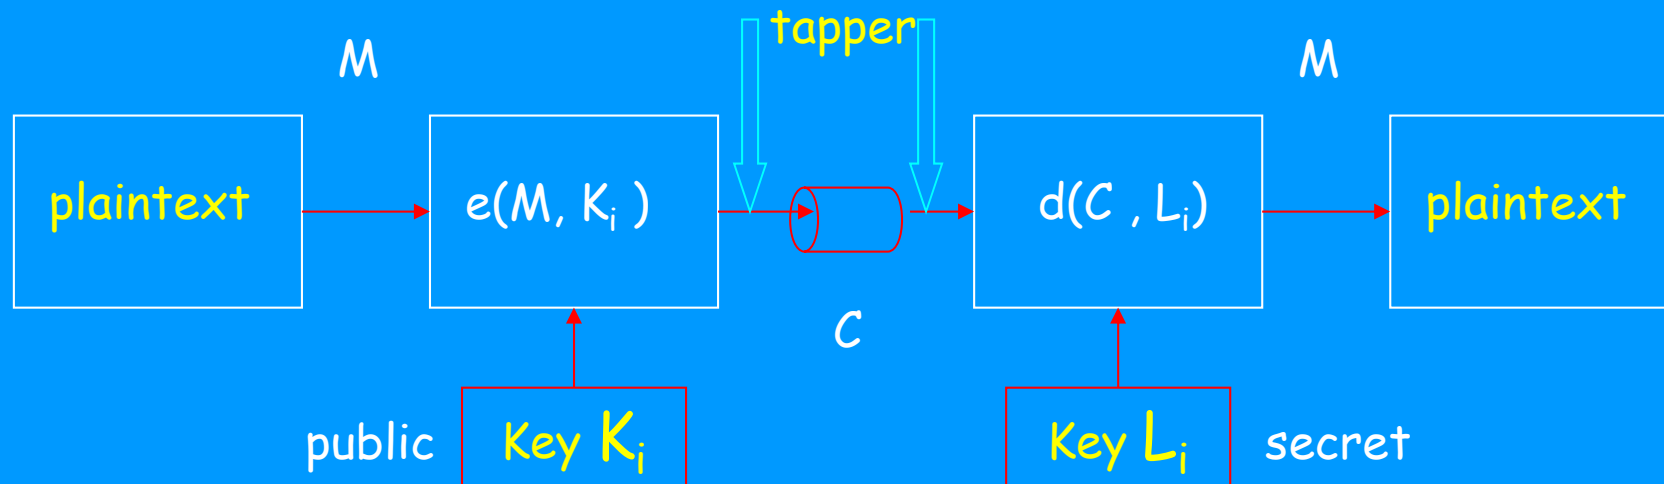 tapper
M
M
plaintext
e(M, Kᵢ )
d(C , Lᵢ)
plaintext
C
public
Key Kᵢ
Key Lᵢ
secret